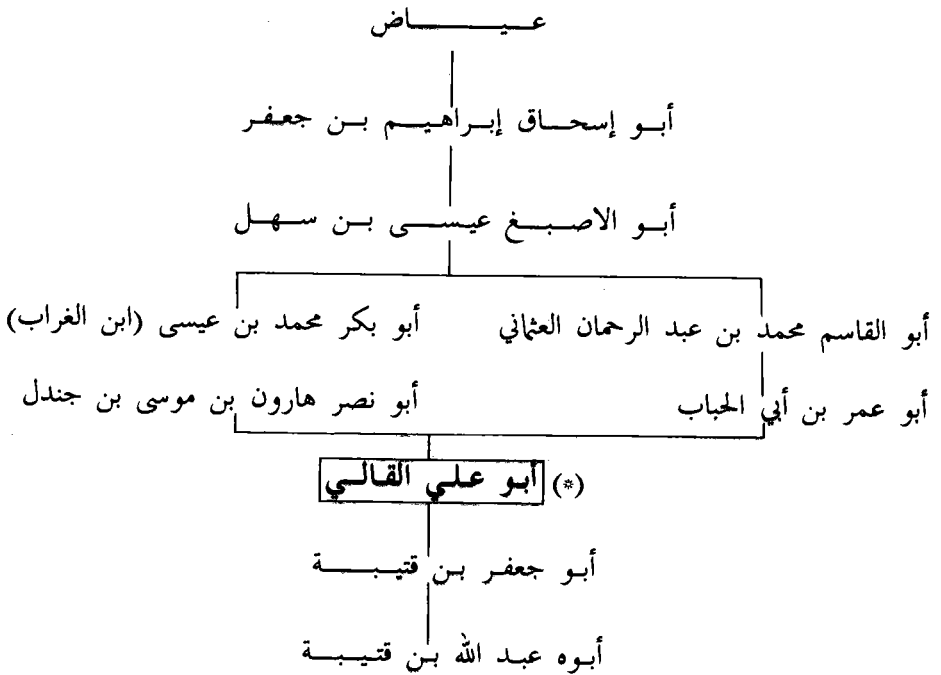 عياض
أبو إسحاق إبراهيم بن جعفر
أبو الاصبغ عيسى بن سهل
أبو القاسم محمد بن عبد الرحمان العثماني
أبو بكر محمد بن عيسى (ابن الغراب)
أبو عمر بن أبي الحباب
أبو نصر هارون بن موسى بن جندل
(*) أبو علي القالي
أبو جعفر بن قتيبة
أبوه عبد الله بن قتيبة